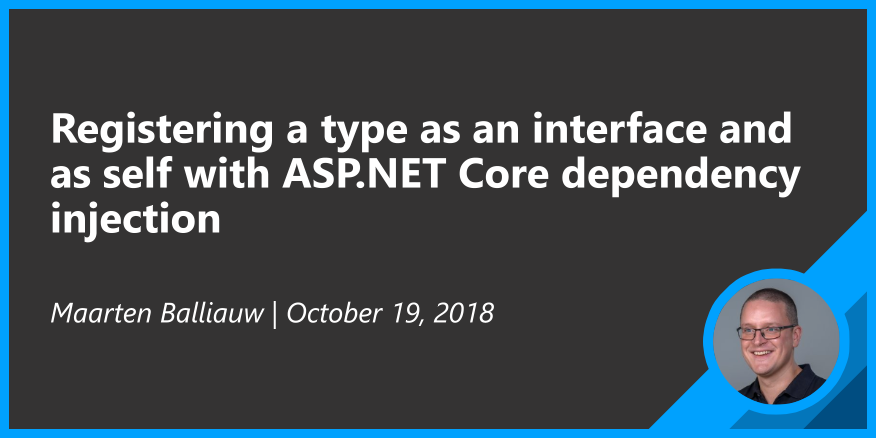 Registering a type as an interface and
as self with ASP.NET Core dependency
injection
Maarten Balliauw | October 19, 2018